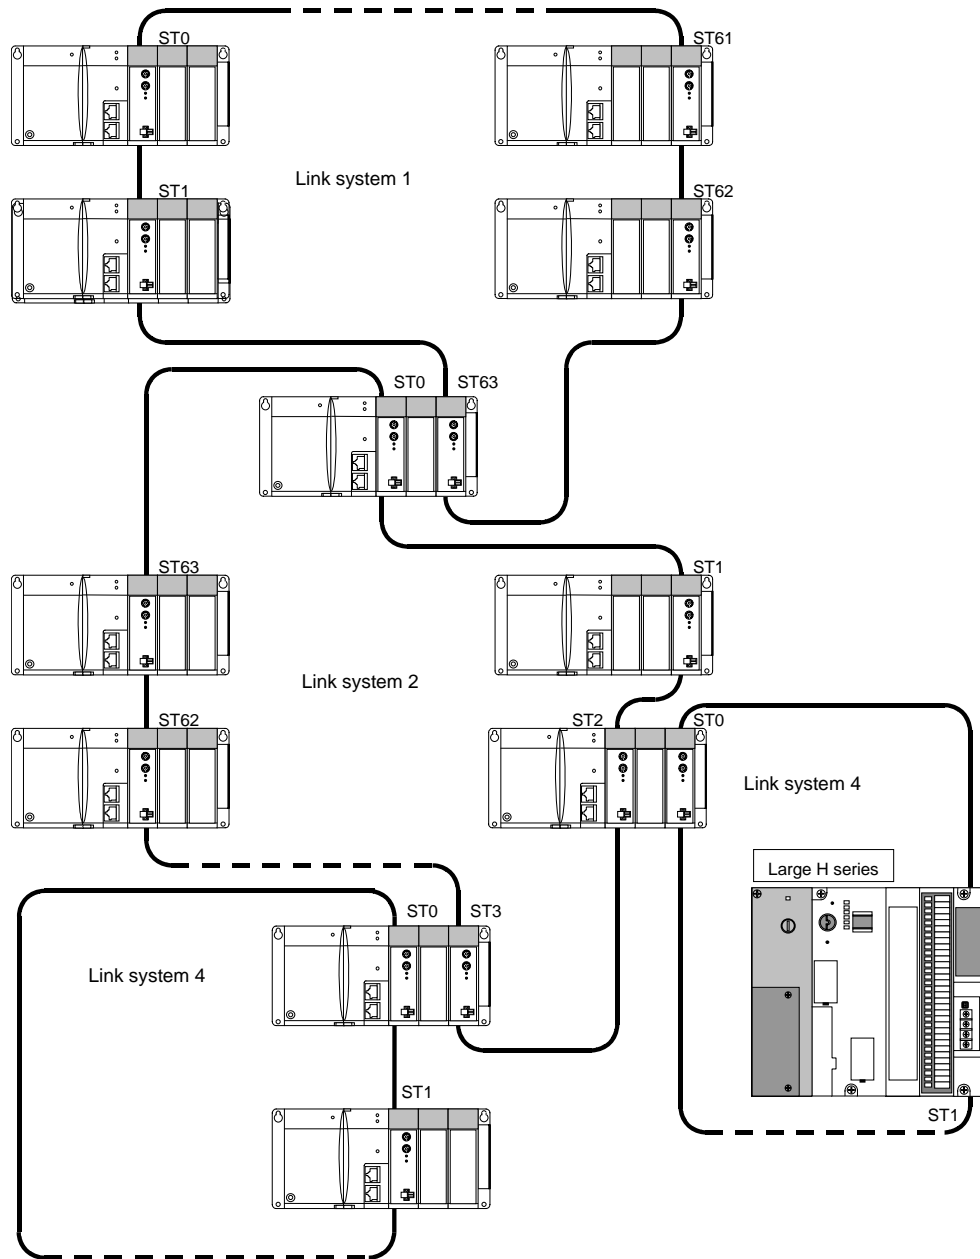 ST0
ST61
Link system 1
ST1
ST62
ST0
ST63
ST63
ST1
Link system 2
ST62
ST2
ST0
Link system 4
Large H series
ST0
ST3
Link system 4
ST1
ST1